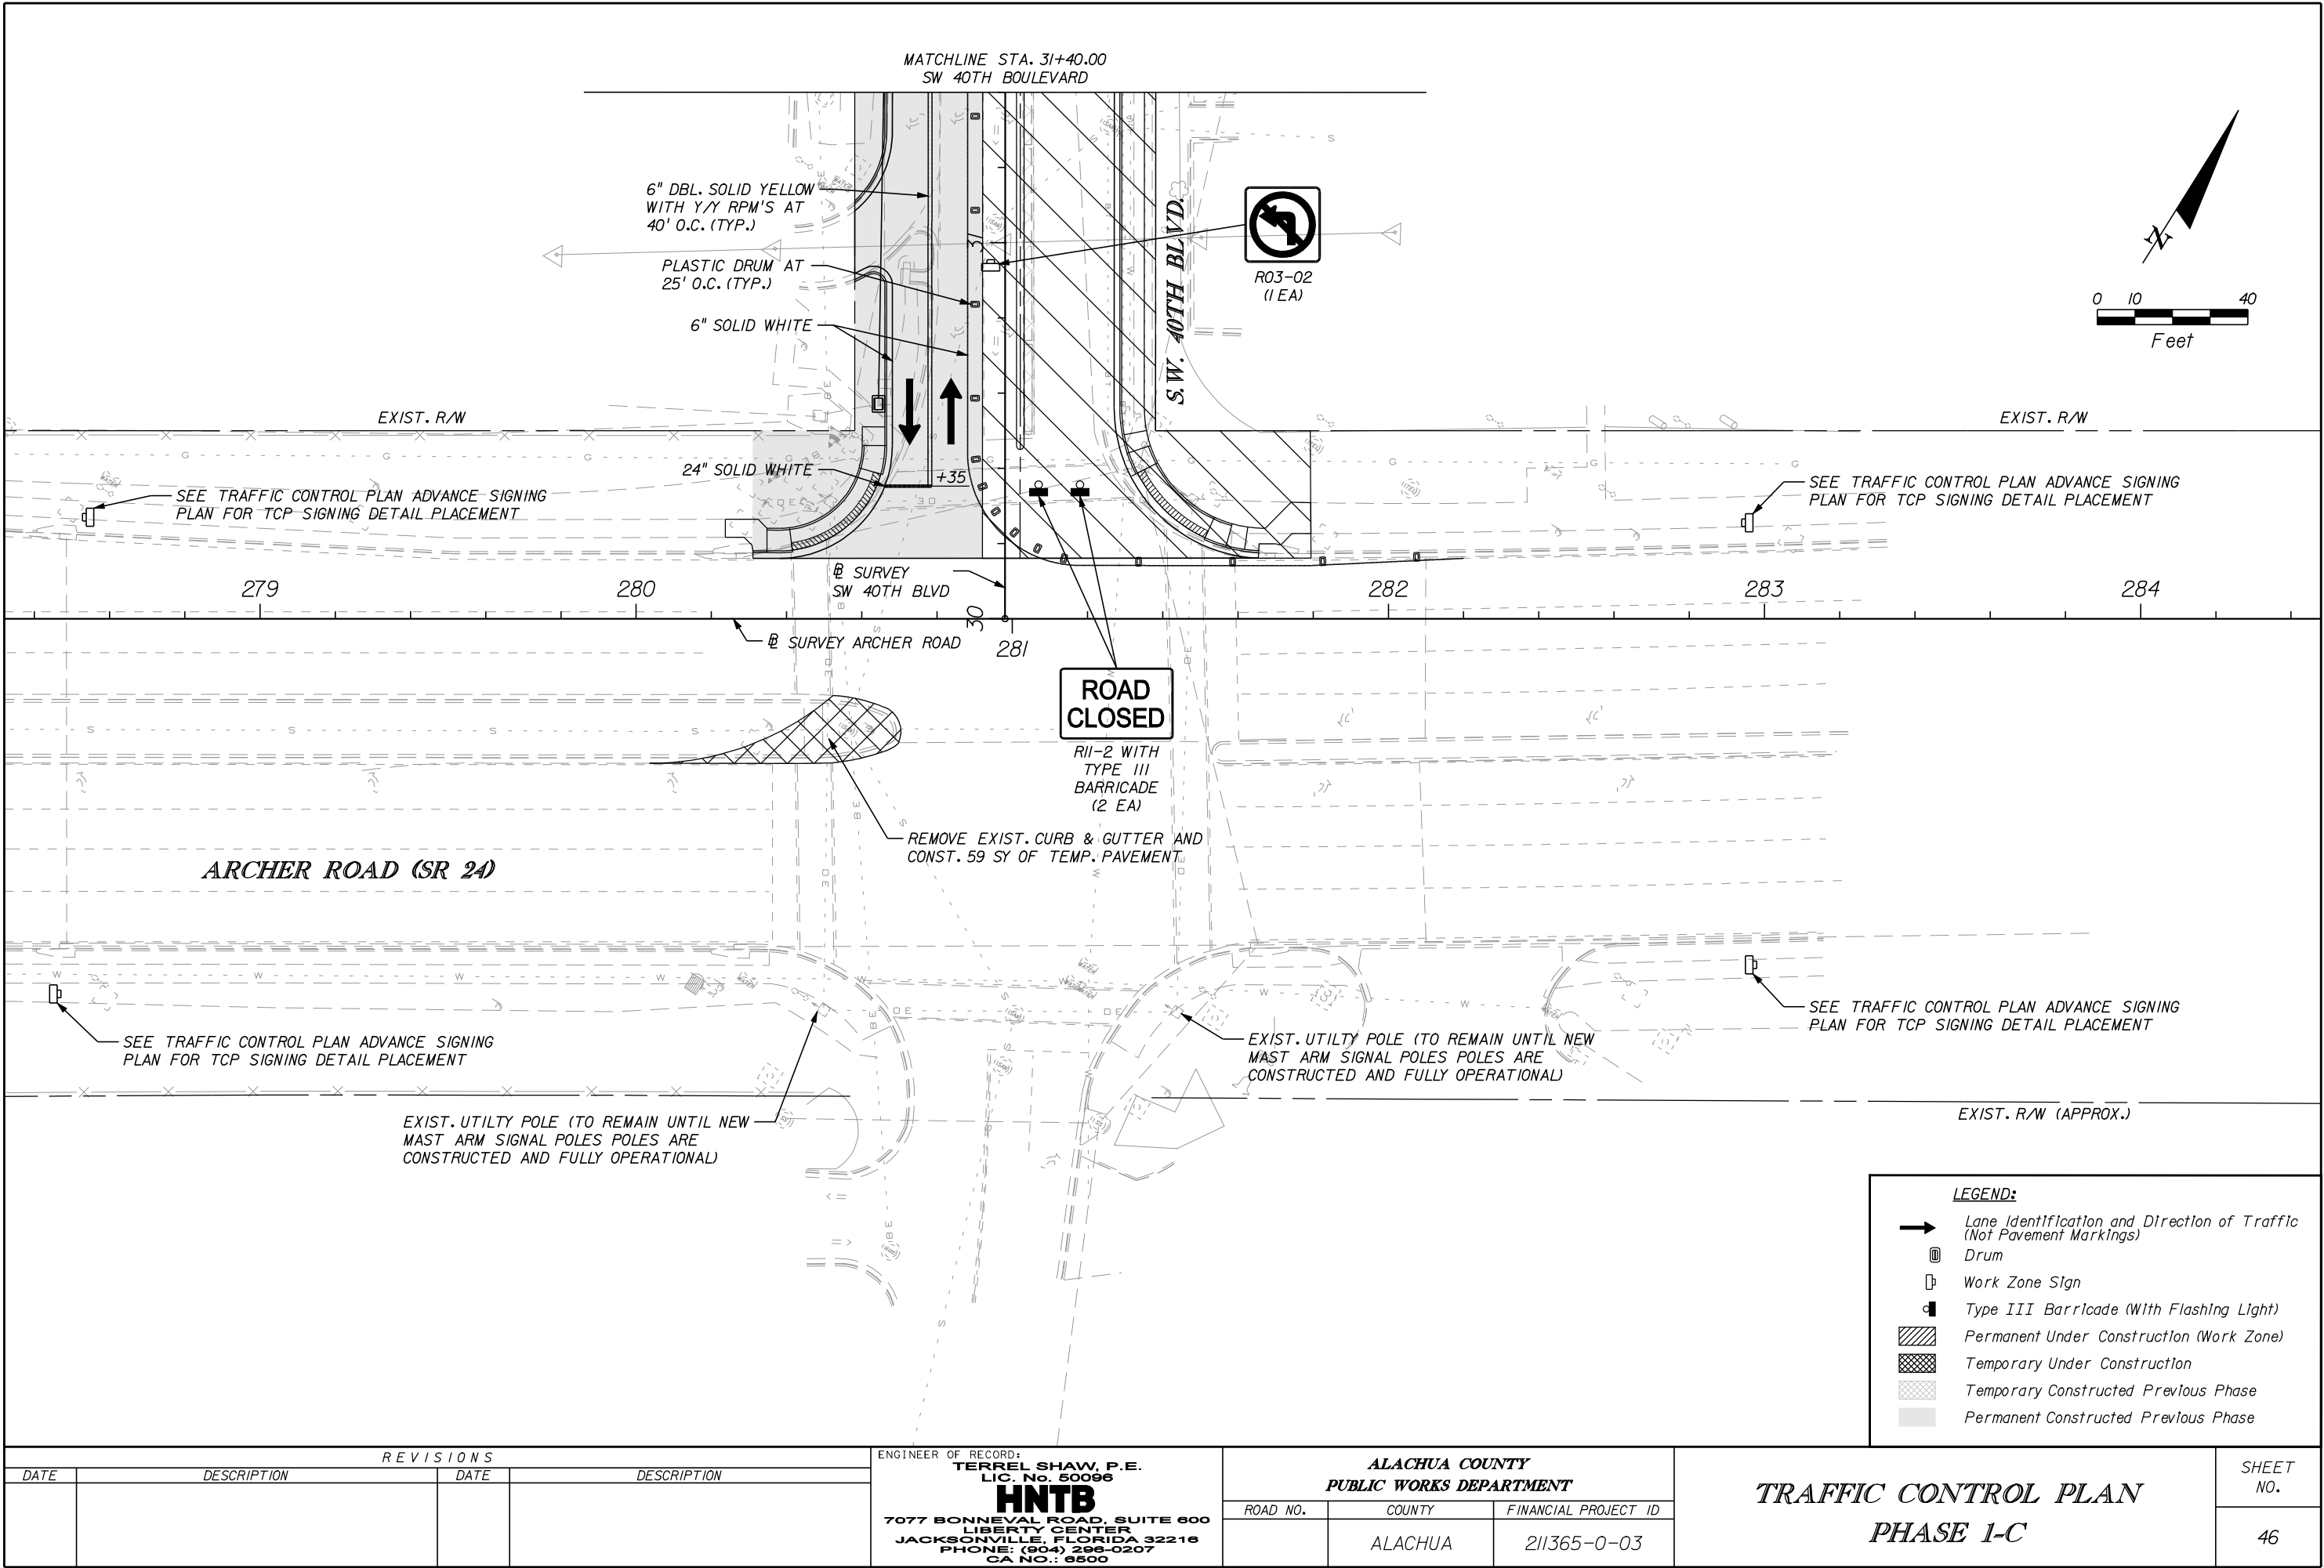 MATCHLINE STA. 31+40.00
SW 40TH BOULEVARD
6" DBL. SOLID YELLOW
WITH Y/Y RPM'S AT
40' O.C. (TYP.)
PLASTIC DRUM AT
25' O.C. (TYP.)
6" SOLID WHITE
31
S.W. 40TH BLVD.
R03-02
(1 EA)
N
0 10 40
Feet
EXIST. R/W
EXIST. R/W
24" SOLID WHITE
+35
SEE TRAFFIC CONTROL PLAN ADVANCE SIGNING
PLAN FOR TCP SIGNING DETAIL PLACEMENT
SEE TRAFFIC CONTROL PLAN ADVANCE SIGNING
PLAN FOR TCP SIGNING DETAIL PLACEMENT
BL SURVEY
SW 40TH BLVD
279 280 282 283 284
30
BL SURVEY ARCHER ROAD
281
ROAD
CLOSED
R11-2 WITH
TYPE III
BARRICADE
(2 EA)
REMOVE EXIST. CURB & GUTTER AND
CONST. 59 SY OF TEMP. PAVEMENT
ARCHER ROAD (SR 24)
SEE TRAFFIC CONTROL PLAN ADVANCE SIGNING
PLAN FOR TCP SIGNING DETAIL PLACEMENT
SEE TRAFFIC CONTROL PLAN ADVANCE SIGNING
PLAN FOR TCP SIGNING DETAIL PLACEMENT
EXIST. UTILTY POLE (TO REMAIN UNTIL NEW
MAST ARM SIGNAL POLES POLES ARE
CONSTRUCTED AND FULLY OPERATIONAL)
EXIST. UTILTY POLE (TO REMAIN UNTIL NEW
MAST ARM SIGNAL POLES POLES ARE
CONSTRUCTED AND FULLY OPERATIONAL)
EXIST. R/W (APPROX.)
LEGEND:
Lane Identification and Direction of Traffic
(Not Pavement Markings)
Drum
Work Zone Sign
Type III Barricade (With Flashing Light)
Permanent Under Construction (Work Zone)
Temporary Under Construction
Temporary Constructed Previous Phase
Permanent Constructed Previous Phase
REVISIONS
DATE DESCRIPTION DATE DESCRIPTION
ENGINEER OF RECORD:
TERREL SHAW, P.E.
LIC. No. 50096
HNTB
7077 BONNEVAL ROAD, SUITE 600
LIBERTY CENTER
JACKSONVILLE, FLORIDA 32216
PHONE: (904) 296-0207
CA NO.: 6500
ALACHUA COUNTY
PUBLIC WORKS DEPARTMENT
ROAD NO. COUNTY FINANCIAL PROJECT ID
ALACHUA 211365-0-03
TRAFFIC CONTROL PLAN
PHASE 1-C
SHEET
NO.
46